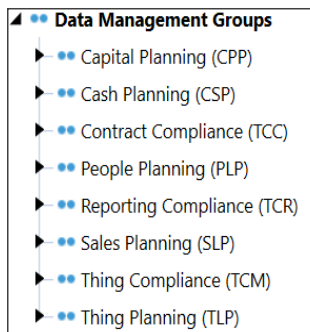 Data Management Groups
Capital Planning (CPP)
Cash Planning (CSP)
Contract Compliance (TCC)
People Planning (PLP)
Reporting Compliance (TCR)
Sales Planning (SLP)
Thing Compliance (TCM)
Thing Planning (TLP)